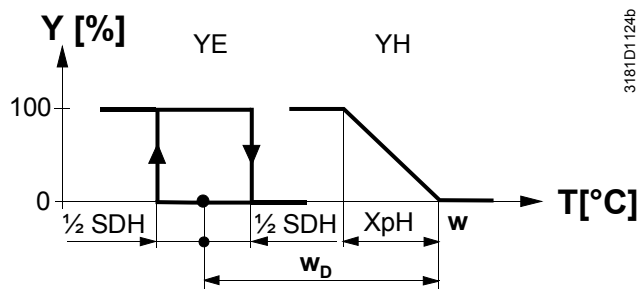 Y [%]
YE
YH
3181D1124b
100
0
T[°C]
½ SDH
½ SDH
XpH
w
wD